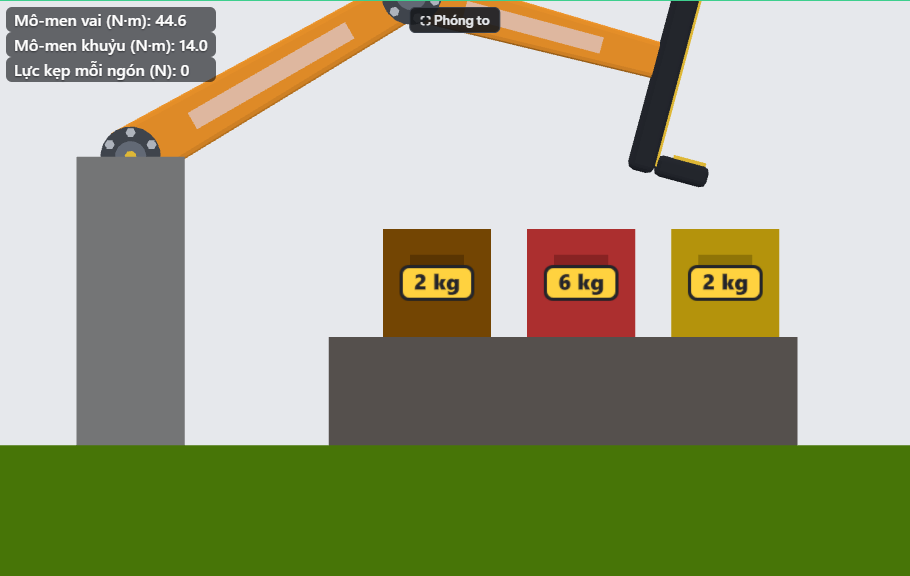 Mô-men vai (N·m): 44.6
Mô-men khuỷu (N·m): 14.0
Lực kẹp mỗi ngón (N): 0
Phóng to
2 kg
6 kg
2 kg